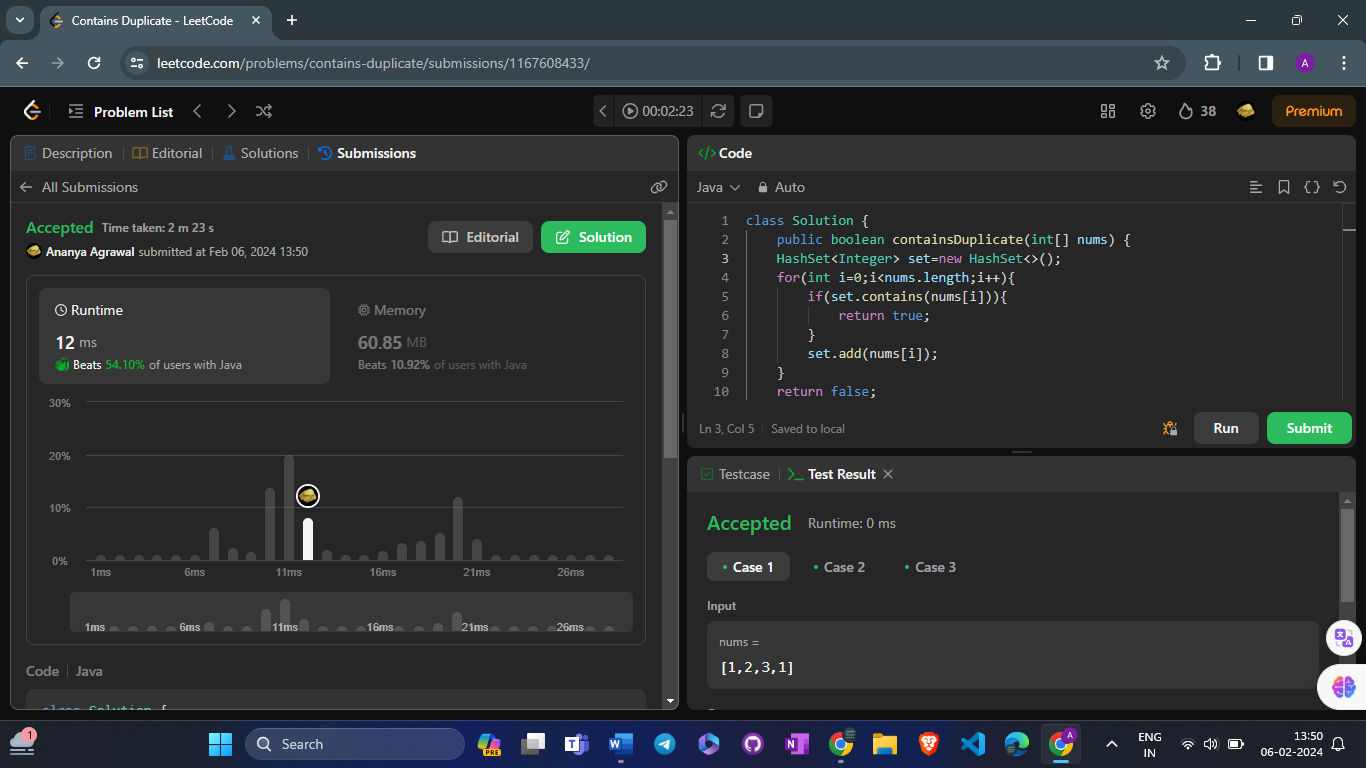 Contains Duplicate - LeetCode
leetcode.com/problems/contains-duplicate/submissions/1167608433/
A
Problem List
00:02:23
38
Premium
Description
Editorial
Solutions
Submissions
All Submissions
Accepted Time taken: 2 m 23 s
Ananya Agrawal submitted at Feb 06, 2024 13:50
Editorial
Solution
Runtime
12 ms
Beats 54.10% of users with Java
Memory
60.85 MB
Beats 10.92% of users with Java
30%
20%
10%
0%
1ms 6ms 11ms 16ms 21ms 26ms
1ms 6ms 11ms 16ms 21ms 26ms
Code Java
class Solution {
</> Code
Java Auto
1 class Solution {
2 public boolean containsDuplicate(int[] nums) {
3 HashSet<Integer> set=new HashSet<>();
4 for(int i=0;i<nums.length;i++){
5 if(set.contains(nums[i])){
6 return true;
7 }
8 set.add(nums[i]);
9 }
10 return false;
Ln 3, Col 5 Saved to local
Run
Submit
Testcase
Test Result
Accepted Runtime: 0 ms
Case 1 Case 2 Case 3
Input
nums =
[1,2,3,1]
1
Search
PRE
A
ENG
IN
13:50
06-02-2024